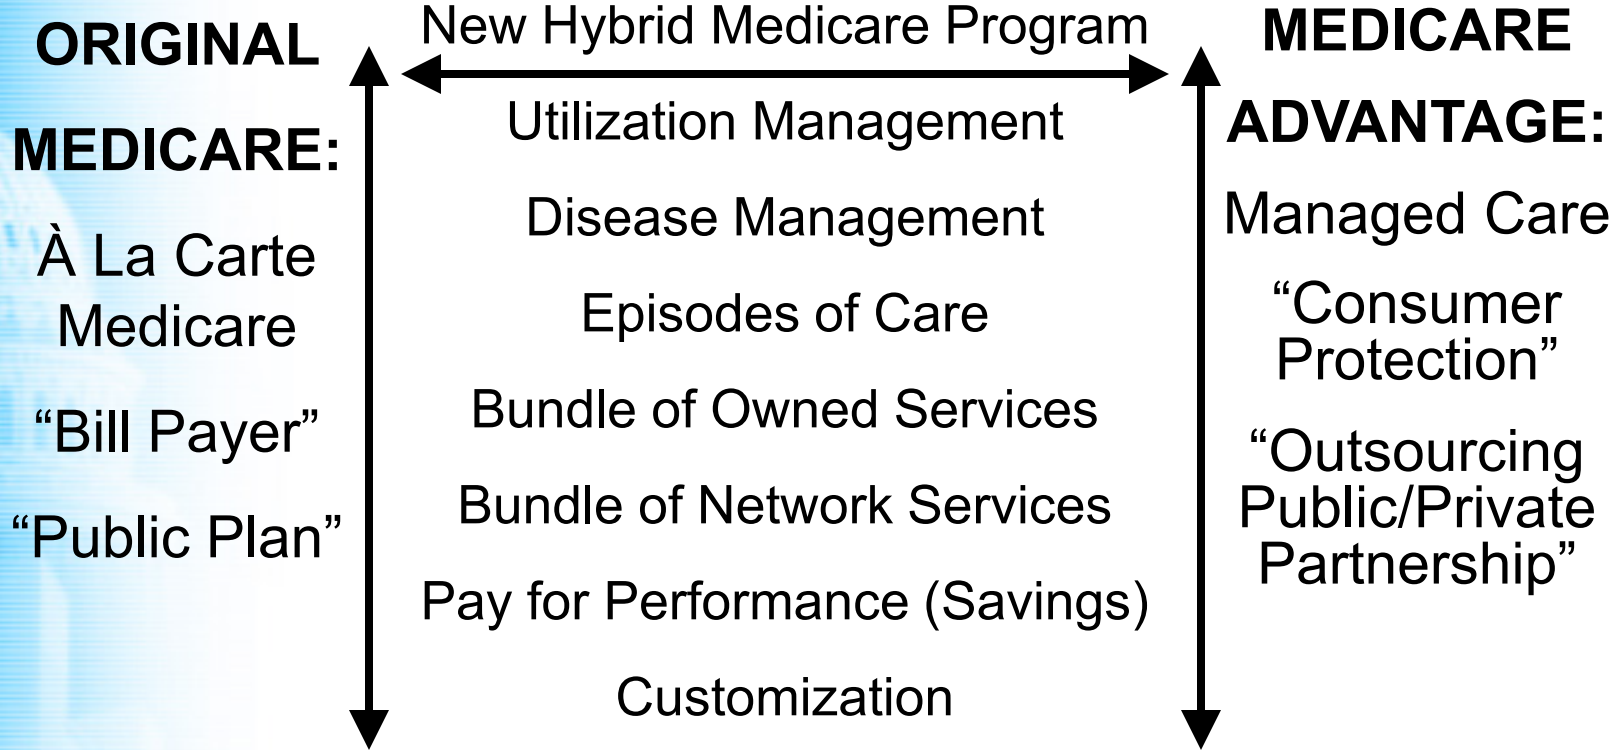 ORIGINAL
MEDICARE:
À La Carte
Medicare
“Bill Payer”
“Public Plan”
New Hybrid Medicare Program
Utilization Management
Disease Management
Episodes of Care
Bundle of Owned Services
Bundle of Network Services
Pay for Performance (Savings)
Customization
MEDICARE
ADVANTAGE:
Managed Care
“Consumer
Protection”
“Outsourcing
Public/Private
Partnership”